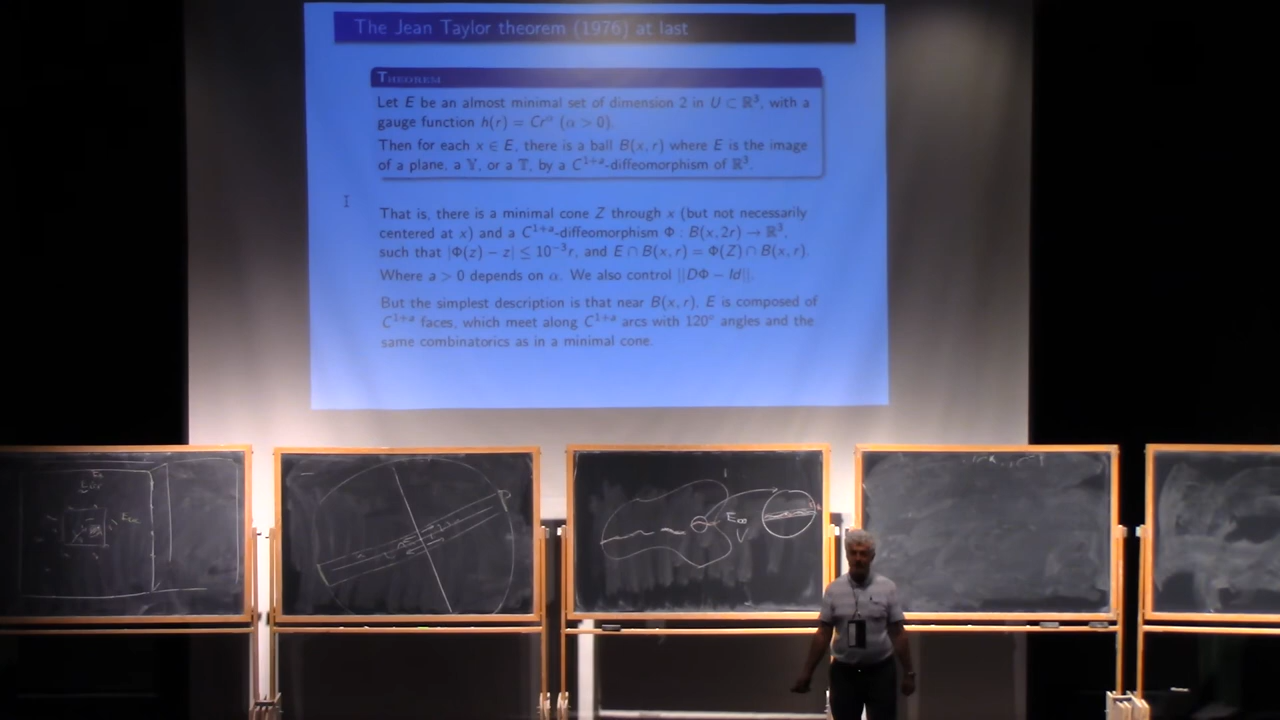 The Jean Taylor theorem (1976) at last
THEOREM
Let E be an almost minimal set of dimension 2 in U ⊂ ℝ³, with a
gauge function h(r) = Crᵅ (α > 0).
Then for each x ∈ E, there is a ball B(x, r) where E is the image
of a plane, a 𝕐, or a 𝕋, by a C¹⁺ᵃ-diffeomorphism of ℝ³.
That is, there is a minimal cone Z through x (but not necessarily
centered at x) and a C¹⁺ᵃ-diffeomorphism Φ : B(x, 2r) → ℝ³,
such that |Φ(z) − z| ≤ 10⁻³r, and E ∩ B(x, r) = Φ(Z) ∩ B(x, r).
Where a > 0 depends on α. We also control ||DΦ − Id||.
But the simplest description is that near B(x, r), E is composed of
C¹⁺ᵃ faces, which meet along C¹⁺ᵃ arcs with 120° angles and the
same combinatorics as in a minimal cone.
E∞